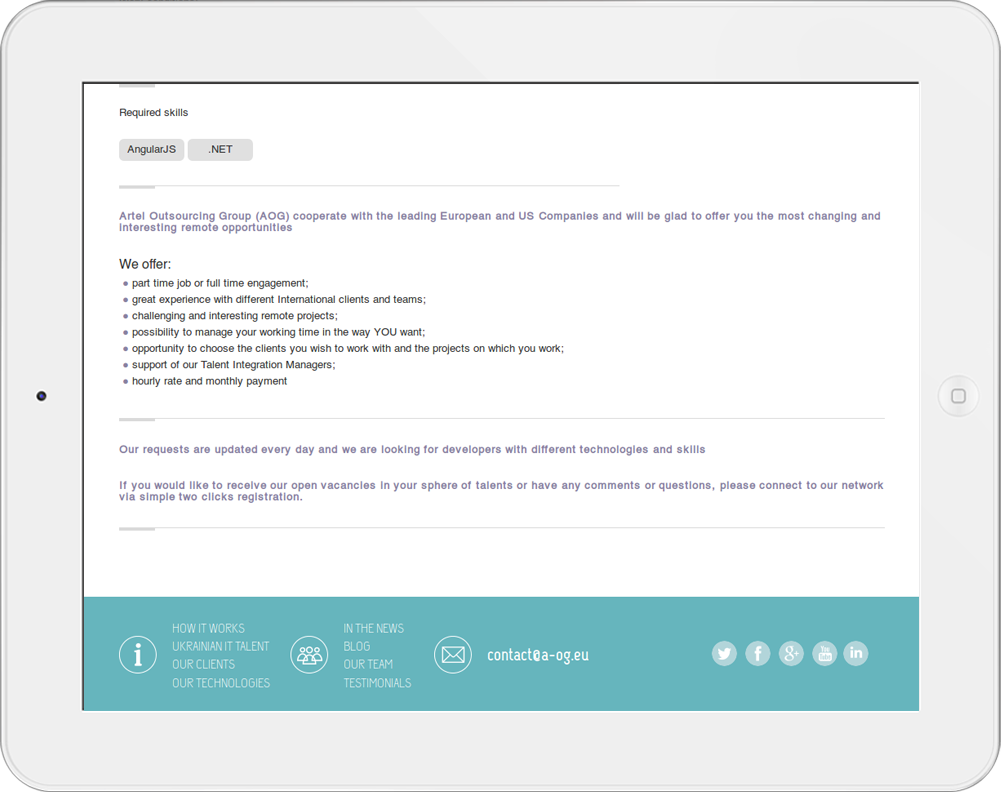 Required skills
AngularJS .NET
Artel Outsourcing Group (AOG) cooperate with the leading European and US Companies and will be glad to offer you the most changing and
interesting remote opportunities
We offer:
part time job or full time engagement;
great experience with different International clients and teams;
challenging and interesting remote projects;
possibility to manage your working time in the way YOU want;
opportunity to choose the clients you wish to work with and the projects on which you work;
support of our Talent Integration Managers;
hourly rate and monthly payment
Our requests are updated every day and we are looking for developers with different technologies and skills
If you would like to receive our open vacancies in your sphere of talents or have any comments or questions, please connect to our network
via simple two clicks registration.
HOW IT WORKS
UKRAINIAN IT TALENT
OUR CLIENTS
OUR TECHNOLOGIES
IN THE NEWS
BLOG
OUR TEAM
TESTIMONIALS
contact@a-og.eu